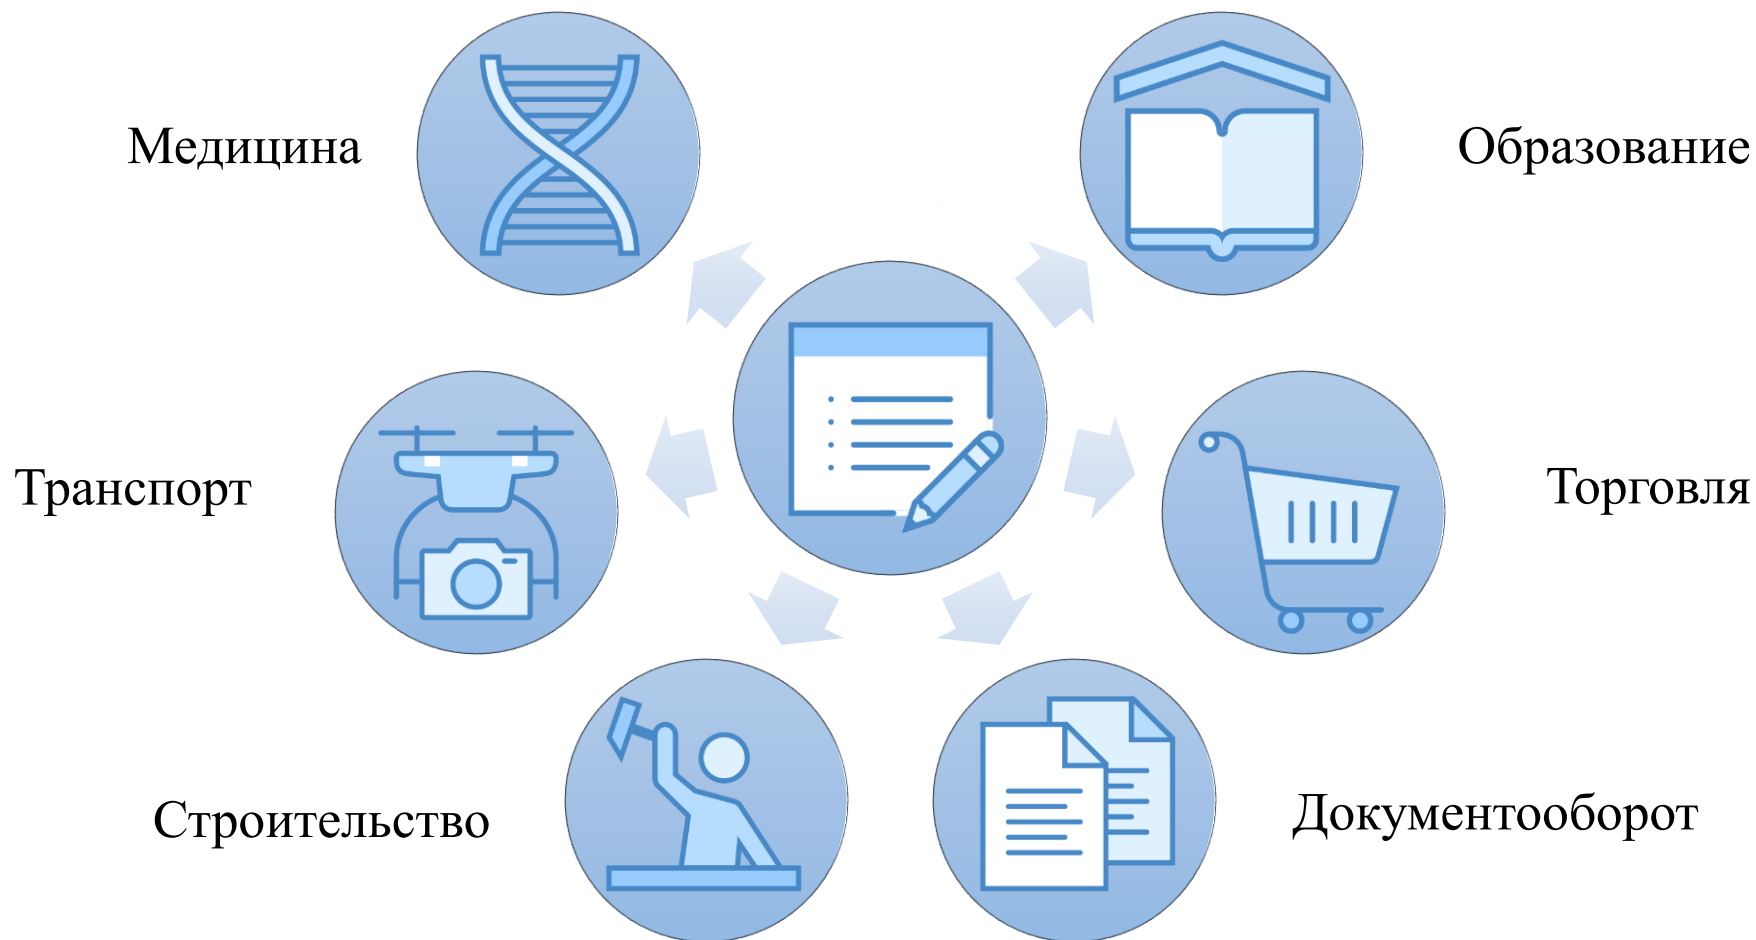 Медицина
Образование
Транспорт
Торговля
Строительство
Документооборот